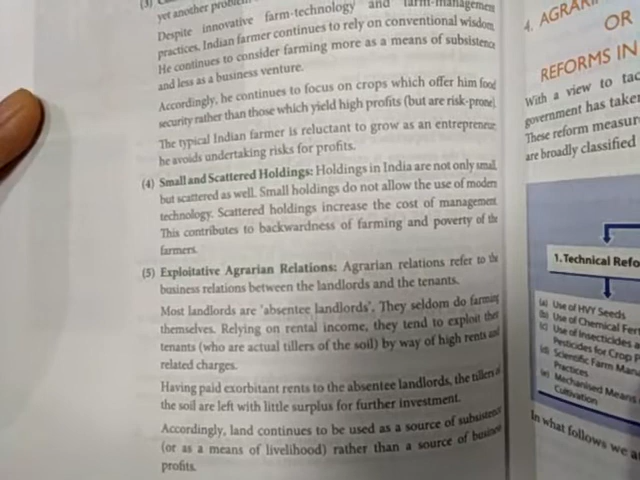 (3)
yet another
Despite innovative farm-technology and farm-management
practices, Indian farmer continues to rely on conventional wisdom.
He continues to consider farming more as a means of subsistence
and less as a business venture.
Accordingly, he continues to focus on crops which offer him food
security rather than those which yield high profits (but are risk-prone).
The typical Indian farmer is reluctant to grow as an entrepreneur
he avoids undertaking risks for profits.
(4) Small and Scattered Holdings: Holdings in India are not only small,
but scattered as well. Small holdings do not allow the use of modern
technology. Scattered holdings increase the cost of management.
This contributes to backwardness of farming and poverty of the
farmers.
(5) Exploitative Agrarian Relations: Agrarian relations refer to the
business relations between the landlords and the tenants.
Most landlords are 'absentee landlords'. They seldom do farming
themselves. Relying on rental income, they tend to exploit their
tenants (who are actual tillers of the soil) by way of high rents and
related charges.
Having paid exorbitant rents to the absentee landlords, the tillers of
the soil are left with little surplus for further investment.
Accordingly, land continues to be used as a source of subsistence
(or as a means of livelihood) rather than a source of business
profits.
4. AGRARI
OR
REFORMS IN
With a view to tac
government has taken
These reform measur
are broadly classified
1. Technical Refo
(a) Use of HVY Seeds
(b) Use of Chemical Fer
(c) Use of Insecticides a
Pesticides for Crop P
(d) Scientific Farm Mana
Practices
(e) Mechanised Means
Cultivation
In what follows we a